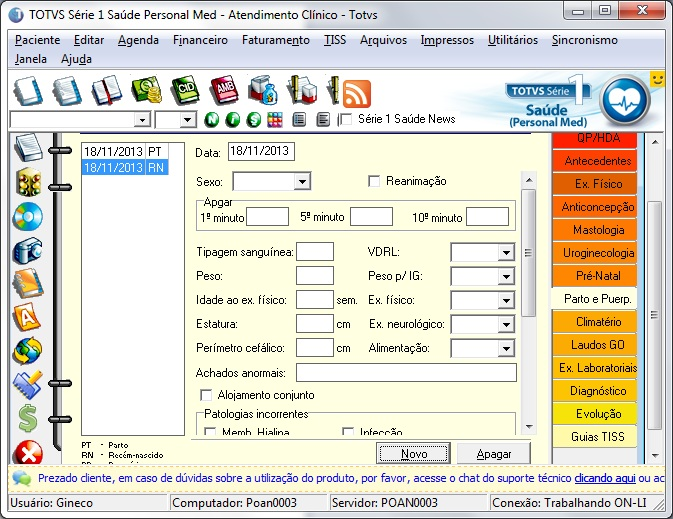 TOTVS Série 1 Saúde Personal Med - Atendimento Clínico - Totvs
Paciente Editar Agenda Financeiro Faturamento TISS Arquivos Impressos Utilitários Sincronismo
Janela Ajuda
CID AMB
TOTVS Série 1
Saúde
(Personal Med)
Série 1 Saúde News
18/11/2013 PT
18/11/2013 RN
Data: 18/11/2013
Sexo: Reanimação
Apgar
1º minuto 5º minuto 10º minuto
Tipagem sanguínea: VDRL:
Peso: Peso p/ IG:
Idade ao ex. físico: sem. Ex. físico:
Estatura: cm Ex. neurológico:
Perímetro cefálico: cm Alimentação:
Achados anormais:
Alojamento conjunto
Patologias incorrentes
Memb. Hialina Infecção
PT - Parto
RN - Recém-nascido
Novo Apagar
QP/HDA
Antecedentes
Ex. Físico
Anticoncepção
Mastologia
Uroginecologia
Pré-Natal
Parto e Puerp.
Climatério
Laudos GO
Ex. Laboratoriais
Diagnóstico
Evolução
Guias TISS
Prezado cliente, em caso de dúvidas sobre a utilização do produto, por favor, acesse o chat do suporte técnico clicando aqui ou ac
Usuário: Gineco Computador: Poan0003 Servidor: POAN0003 Conexão: Trabalhando ON-LI